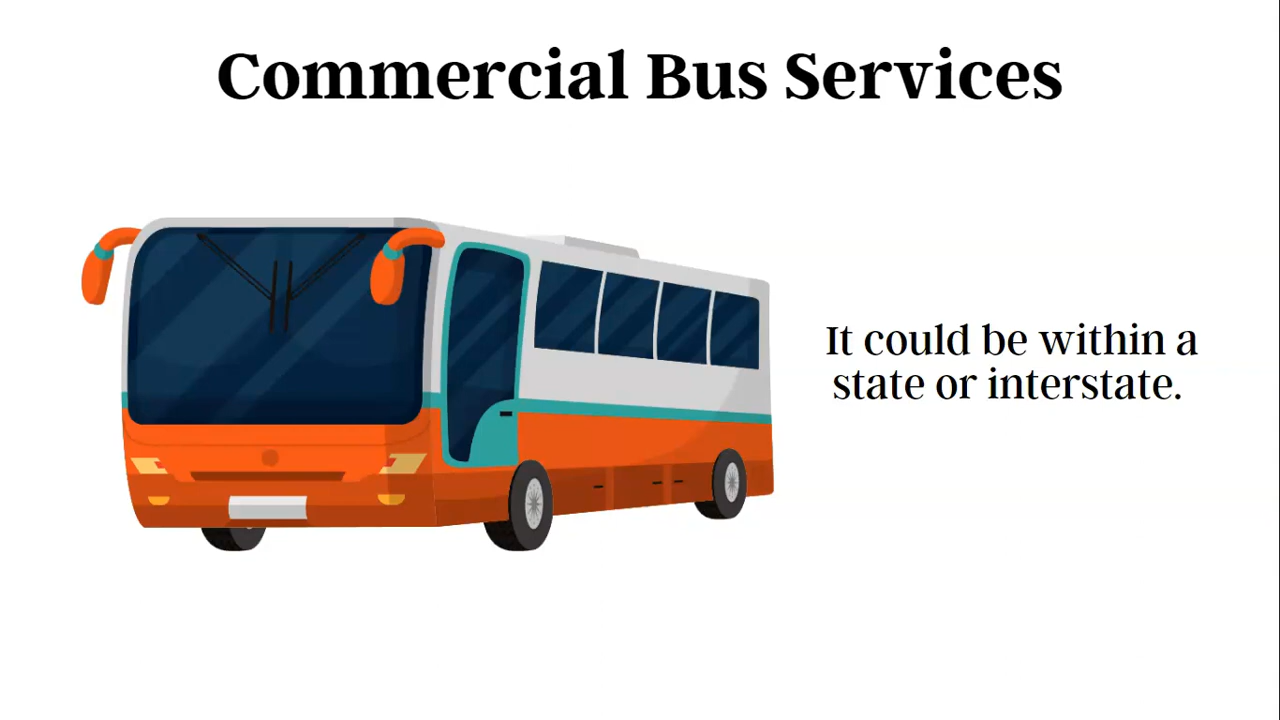 Commercial Bus Services
It could be within a
state or interstate.